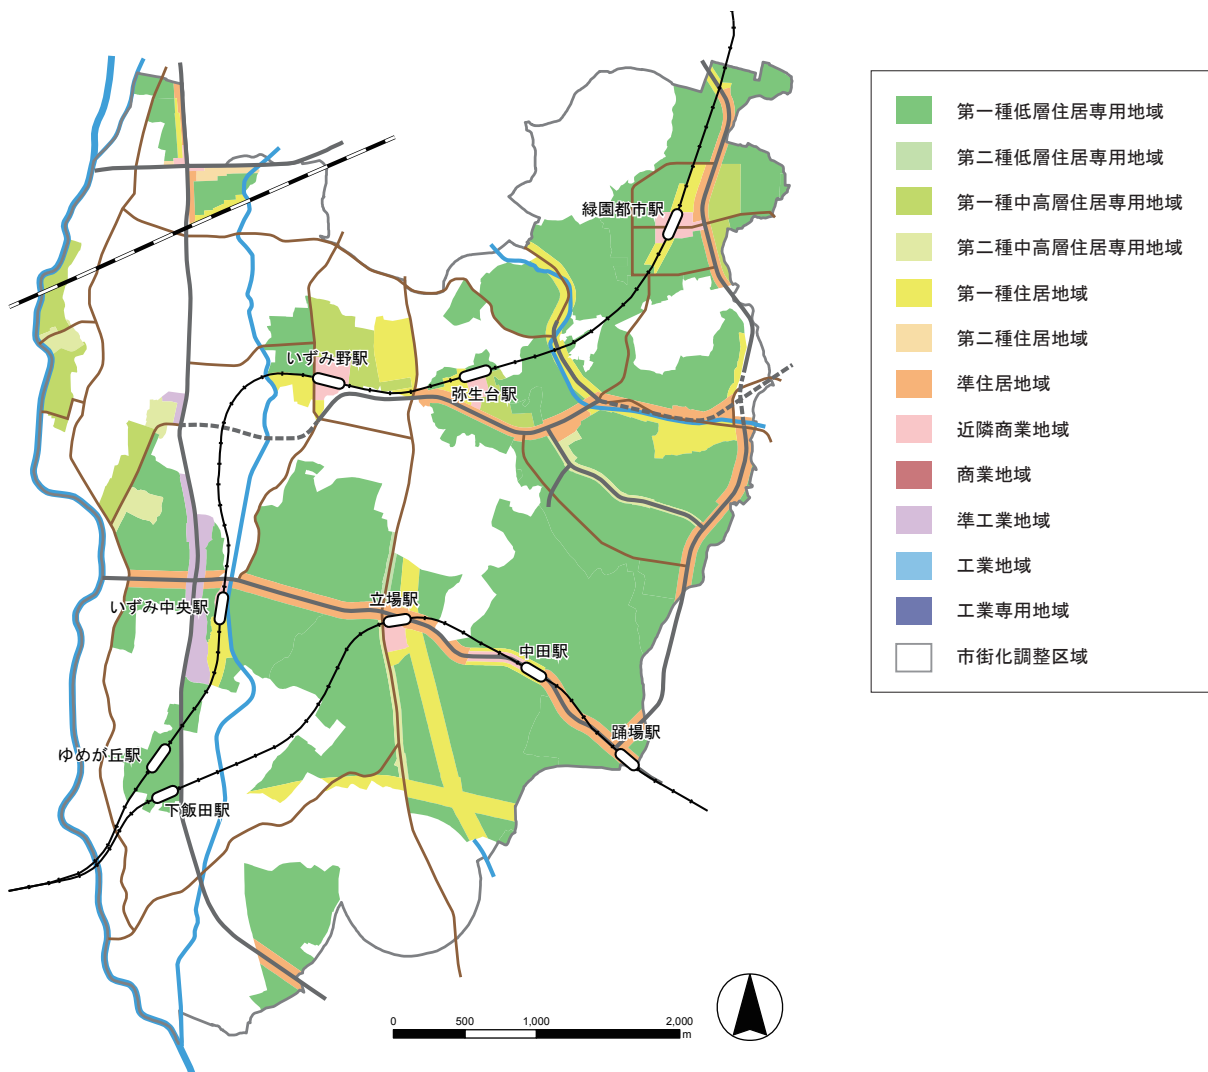 緑園都市駅
いずみ野駅
弥生台駅
いずみ中央駅
立場駅
中田駅
踊場駅
ゆめが丘駅
下飯田駅
第一種低層住居専用地域
第二種低層住居専用地域
第一種中高層住居専用地域
第二種中高層住居専用地域
第一種住居地域
第二種住居地域
準住居地域
近隣商業地域
商業地域
準工業地域
工業地域
工業専用地域
市街化調整区域
0 500 1,000 2,000
m